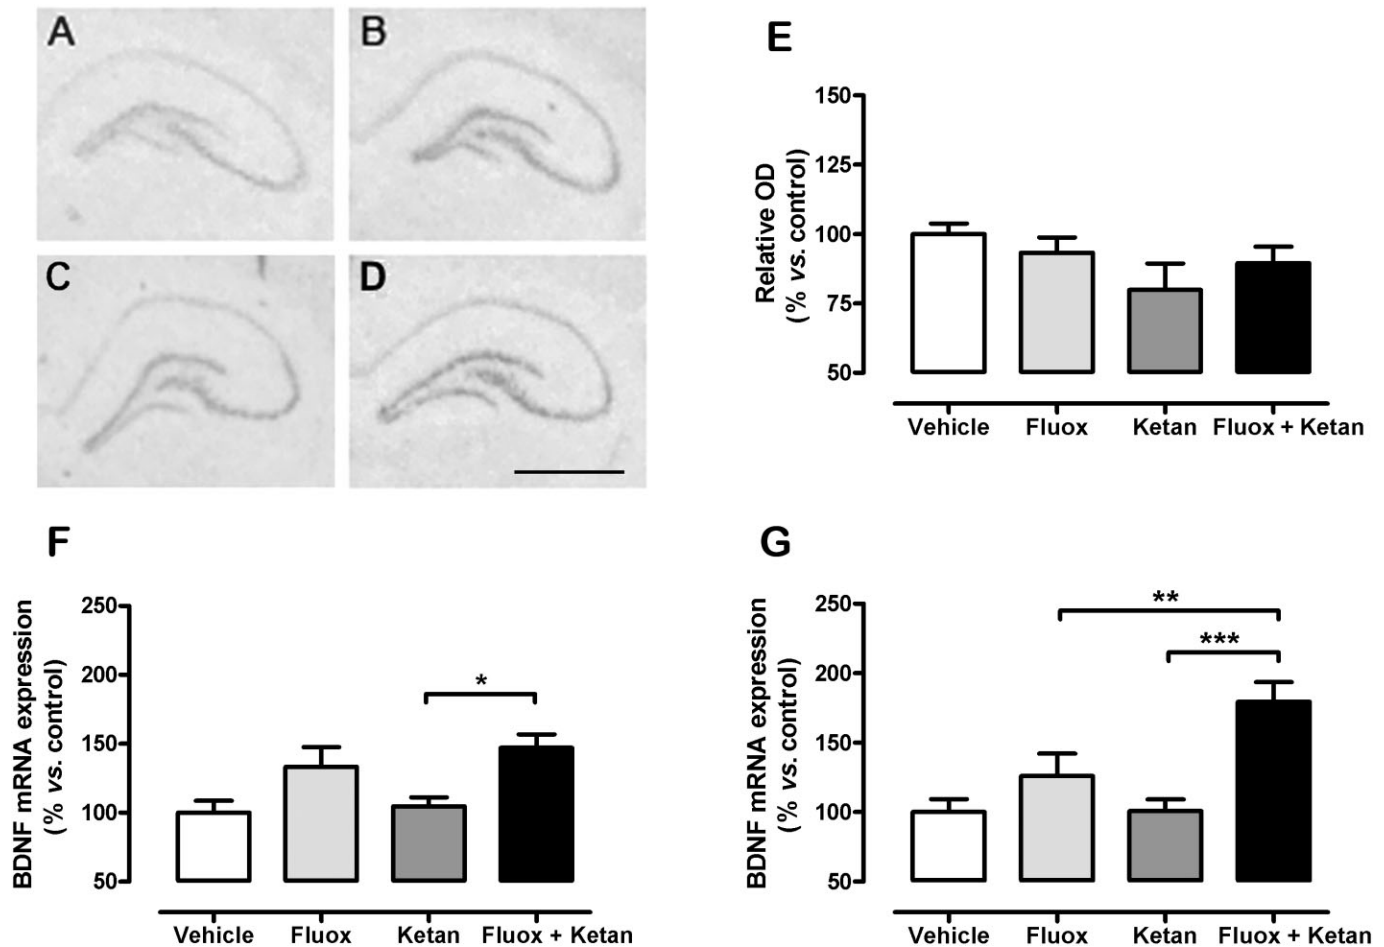 A
B
C
D
E
Relative OD
(% vs. control)
150
125
100
75
50
Vehicle Fluox Ketan Fluox + Ketan
F
BDNF mRNA expression
(% vs. control)
250
200
150
100
50
*
Vehicle Fluox Ketan Fluox + Ketan
G
BDNF mRNA expression
(% vs. control)
250
200
150
100
50
**
***
Vehicle Fluox Ketan Fluox + Ketan